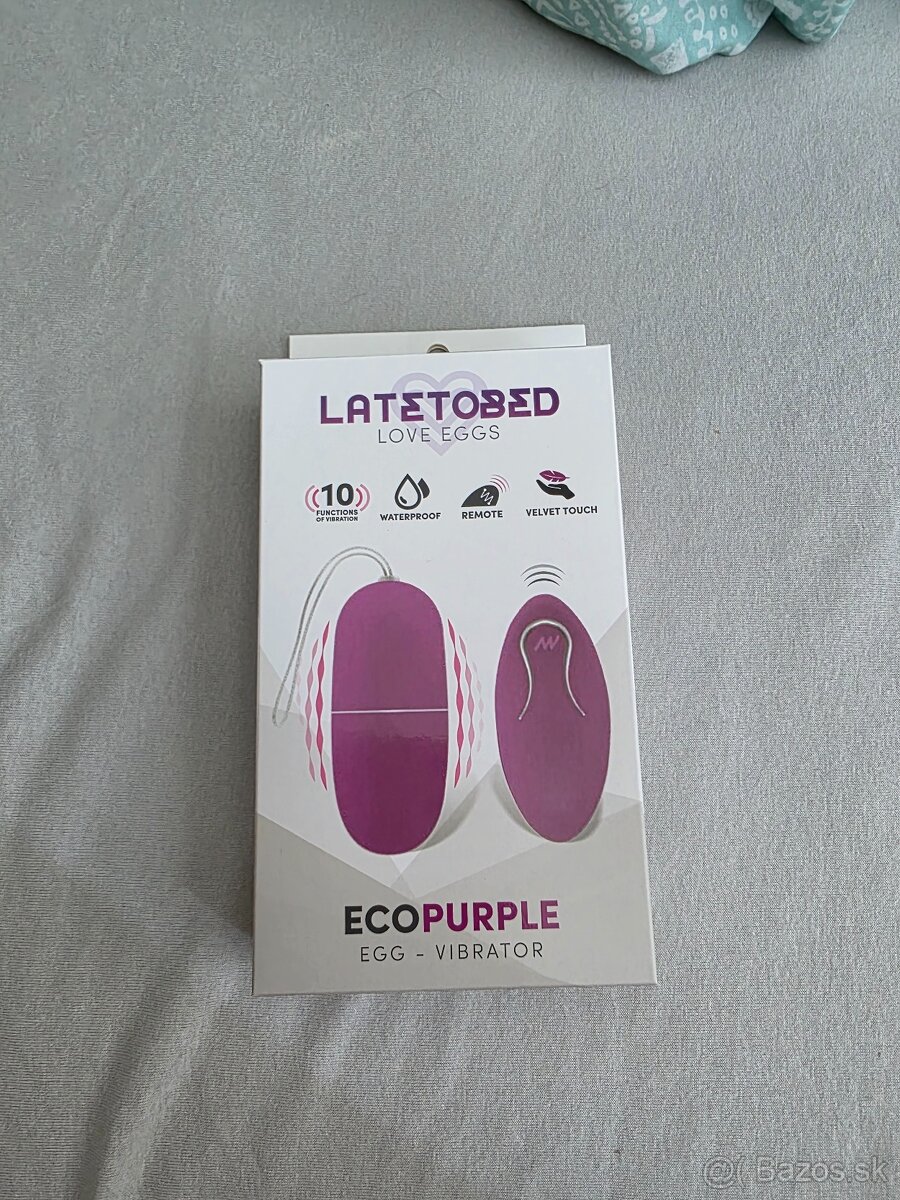 LATETOBED
LOVE EGGS
10
FUNCTIONS
OF VIBRATION
WATERPROOF
REMOTE
VELVET TOUCH
ECOPURPLE
EGG - VIBRATOR
@( Bazos.sk